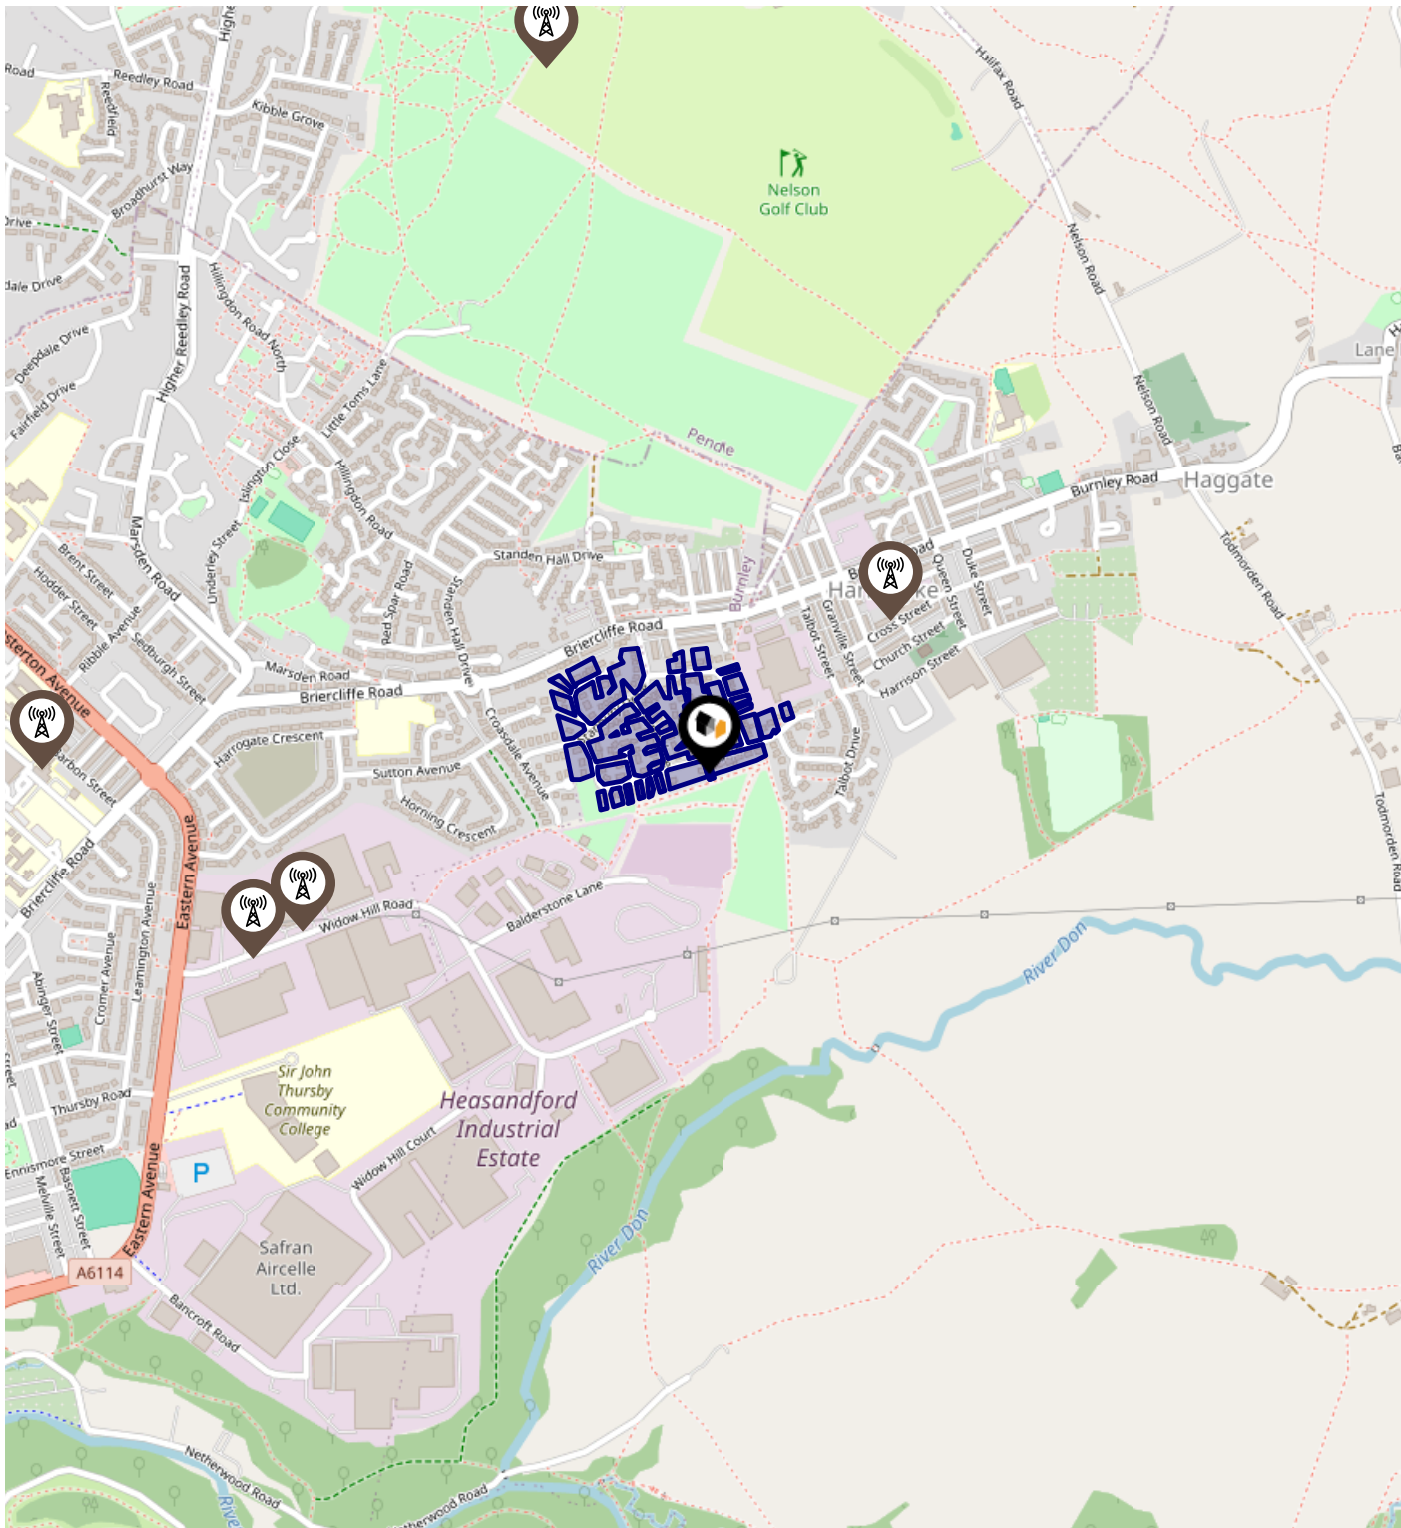 Highe
Road
Reedley Road
Reedfield
Kibble Grove
Halifax Road
Broadhurst Way
Nelson
Golf Club
Drive
dale Drive
Hillingdon Road North
Higher Reedley Road
Nelson Road
Deepdale Drive
Fairfield Drive
Little Toms Lane
Lane
Nelson Road
Islington Close
Pendle
Hillingdon Road
Burnley Road
Haggate
Marsden Road
Underley Street
Brent Street
Hodder Street
Standen Hall Drive
Red Spar Road
Standen Hall Drive
Burnley
oad
Queen Street
Duke Street
Todmorden Road
Ribble Avenue
Sedburgh Street
Briercliffe Road
Talbot Street
Granville Street
Cross Street
Church Street
Harrison Street
Marsden Road
Briercliffe Road
Croasdale Avenue
Harrogate Crescent
Sutton Avenue
Horning Crescent
Talbot Drive
Todmorden Road
Briercliffe Road
Eastern Avenue
Leamington Avenue
Cromer Avenue
Abinger Street
Widow Hill Road
Balderstone Lane
River Don
Sir John
Thursby
Community
College
Thursby Road
Heasandford
Industrial
Estate
Widow Hill Court
Ennismore Street
Melville Street
Basnett Street
P
Eastern Avenue
River Don
Safran
Aircelle
Ltd.
A6114
Bancroft Road
Netherwood Road
Rive
etherwood Road